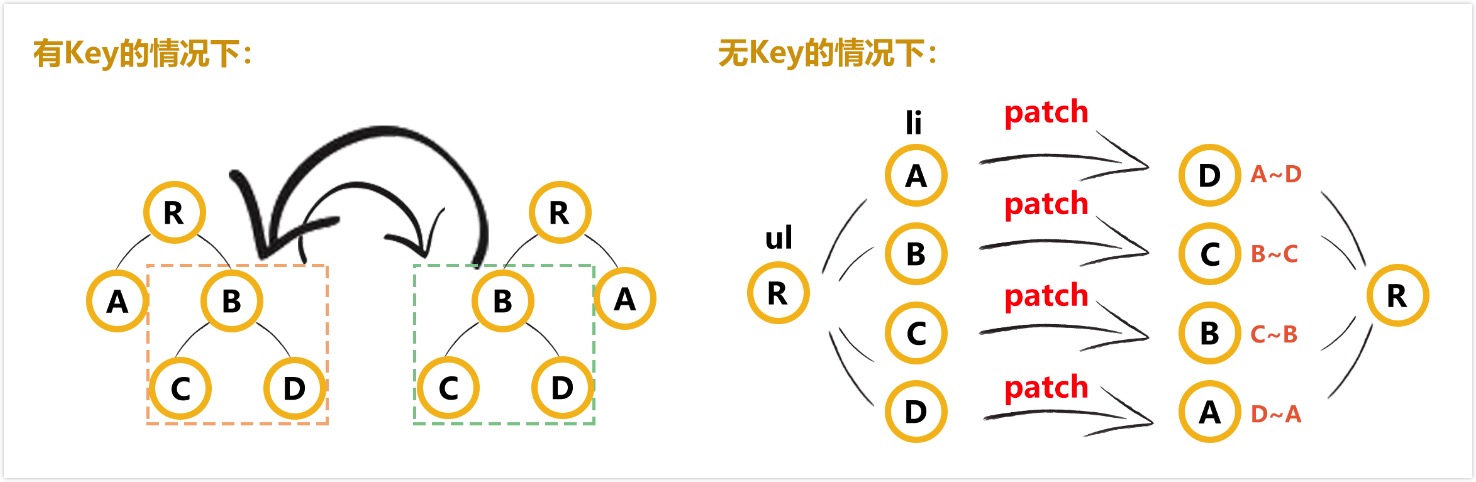 有Key的情况下：
R
A
B
C
D
R
B
A
C
D
无Key的情况下：
ul
R
li
A
patch
D
A~D
B
patch
C
B~C
R
C
patch
B
C~B
D
patch
A
D~A